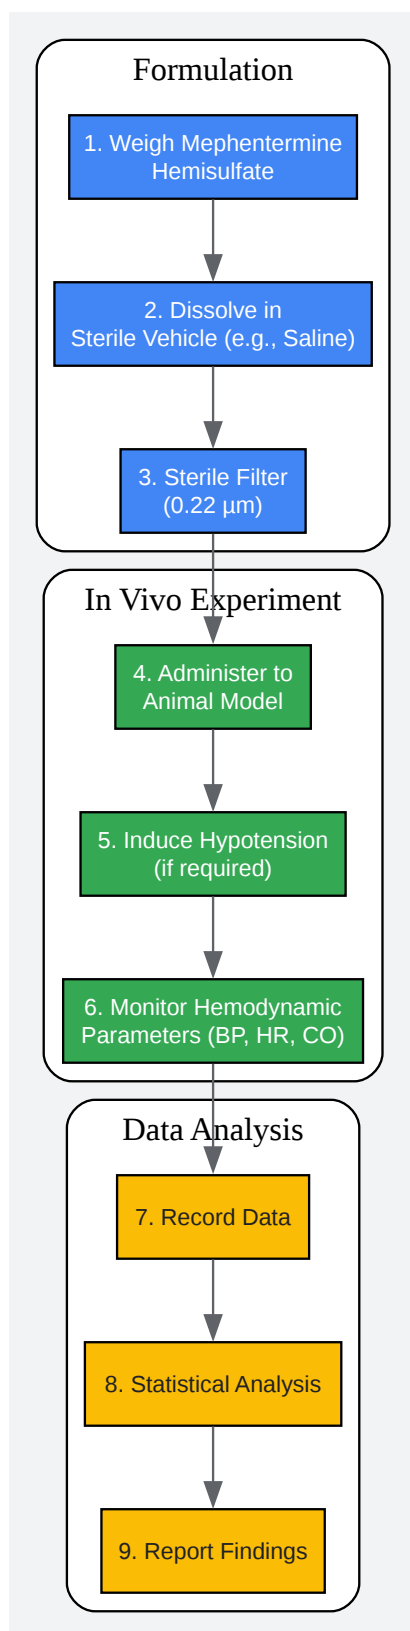 Formulation
1. Weigh Mephentermine
Hemisulfate
2. Dissolve in
Sterile Vehicle (e.g., Saline)
3. Sterile Filter
(0.22 µm)
In Vivo Experiment
4. Administer to
Animal Model
5. Induce Hypotension
(if required)
6. Monitor Hemodynamic
Parameters (BP, HR, CO)
Data Analysis
7. Record Data
8. Statistical Analysis
9. Report Findings